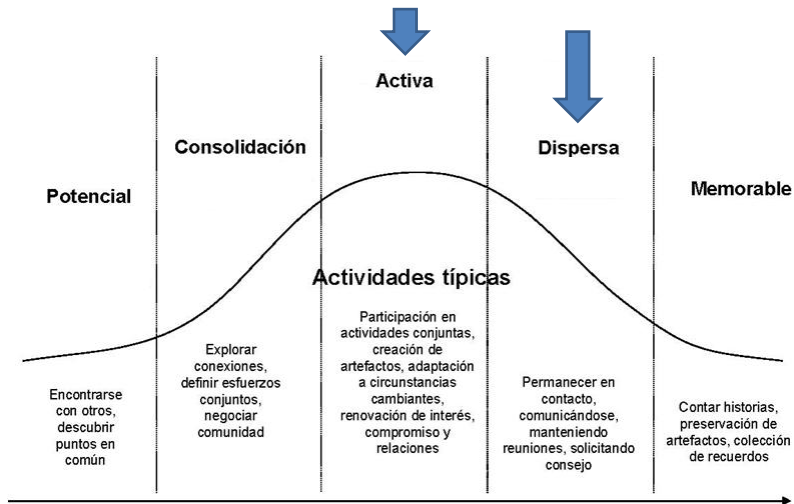 Potencial
Consolidación
Activa
Dispersa
Memorable
Actividades típicas
Encontrarse
con otros,
descubrir
puntos en
común
Explorar
conexiones,
definir esfuerzos
conjuntos,
negociar
comunidad
Participación en
actividades conjuntas,
creación de
artefactos, adaptación
a circunstancias
cambiantes,
renovación de interés,
compromiso y
relaciones
Permanecer en
contacto,
comunicándose,
manteniendo
reuniones, solicitando
consejo
Contar historias,
preservación de
artefactos, colección
de recuerdos